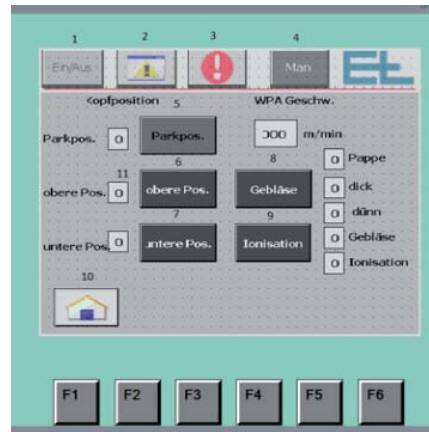 1 2 3 4
Ein/Aus Man
Kopfposition 5 WPA Geschw.
Parkpos. 0 Parkpos. 000 m/min
6 8 0 Pappe
11
obere Pos. 0 obere Pos. Gebläse 0 dick
7 9 0 dünn
untere Pos. 0 untere Pos. Ionisation 0 Gebläse
0 Ionisation
10
F1 F2 F3 F4 F5 F6